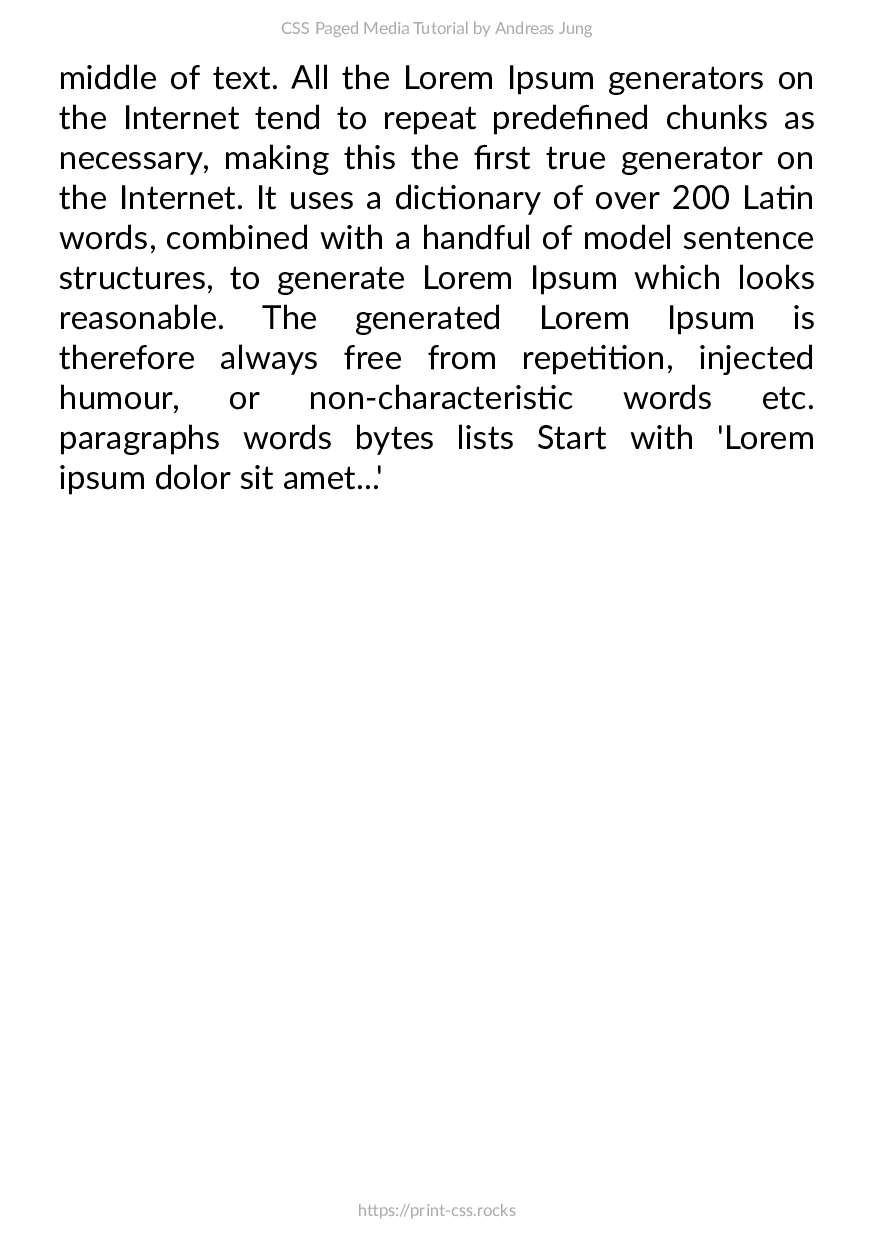 CSS Paged Media Tutorial by Andreas Jung
middle of text. All the Lorem Ipsum generators on
the Internet tend to repeat predefined chunks as
necessary, making this the first true generator on
the Internet. It uses a dictionary of over 200 Latin
words, combined with a handful of model sentence
structures, to generate Lorem Ipsum which looks
reasonable. The generated Lorem Ipsum is
therefore always free from repetition, injected
humour, or non-characteristic words etc.
paragraphs words bytes lists Start with 'Lorem
ipsum dolor sit amet...'
https://print-css.rocks